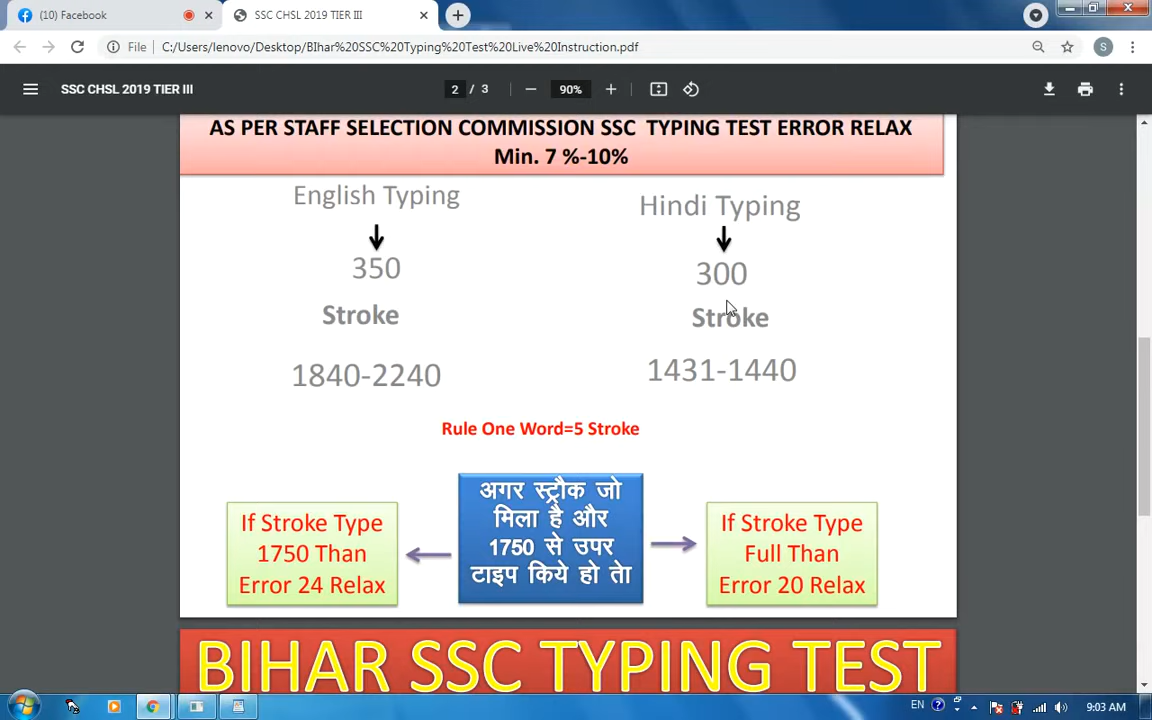 (10) Facebook
SSC CHSL 2019 TIER III
File
C:/Users/lenovo/Desktop/BIhar%20SSC%20Typing%20Test%20Live%20Instruction.pdf
S
SSC CHSL 2019 TIER III
2 / 3
90%
AS PER STAFF SELECTION COMMISSION SSC TYPING TEST ERROR RELAX
Min. 7 %-10%
English Typing
Hindi Typing
350
300
Stroke
Stroke
1840-2240
1431-1440
Rule One Word=5 Stroke
If Stroke Type
1750 Than
Error 24 Relax
अगर स्ट्रौक जो
मिला है और
1750 से उपर
टाइप किये हो तेा
If Stroke Type
Full Than
Error 20 Relax
BIHAR SSC TYPING TEST
EN
9:03 AM